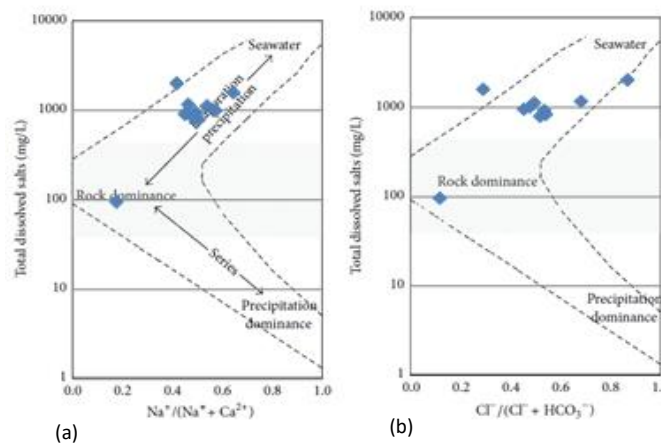 Total dissolved salts (mg/L)
10000
1000
100
10
1
Seawater
precipitation
Rock dominance
Series
Precipitation
dominance
0.0 0.2 0.4 0.6 0.8 1.0
Na⁺/(Na⁺ + Ca²⁺)
(a)
Total dissolved salts (mg/L)
10000
1000
100
10
1
Seawater
Rock dominance
Precipitation
dominance
0.0 0.2 0.4 0.6 0.8 1.0
Cl⁻/(Cl⁻ + HCO₃⁻)
(b)